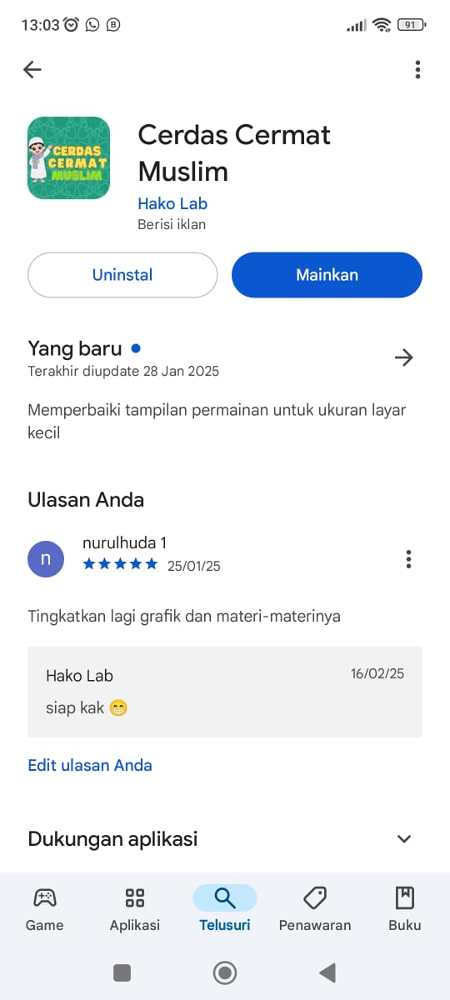 13:03
91
CERDAS
CERMAT
MUSLIM
Cerdas Cermat
Muslim
Hako Lab
Berisi iklan
Uninstal
Mainkan
Yang baru
Terakhir diupdate 28 Jan 2025
Memperbaiki tampilan permainan untuk ukuran layar
kecil
Ulasan Anda
n
nurulhuda 1
25/01/25
Tingkatkan lagi grafik dan materi-materinya
Hako Lab
16/02/25
siap kak 😁
Edit ulasan Anda
Dukungan aplikasi
Game
Aplikasi
Telusuri
Penawaran
Buku